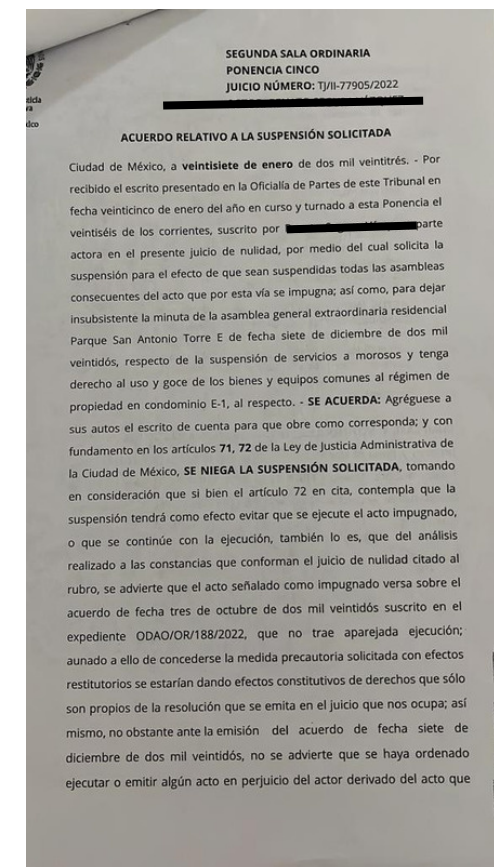 SEGUNDA SALA ORDINARIA
PONENCIA CINCO
JUICIO NÚMERO: TJ/II-77905/2022
ACUERDO RELATIVO A LA SUSPENSIÓN SOLICITADA
Ciudad de México, a veintisiete de enero de dos mil veintitrés. - Por
recibido el escrito presentado en la Oficialía de Partes de este Tribunal en
fecha veinticinco de enero del año en curso y turnado a esta Ponencia el
veintiséis de los corrientes, suscrito por parte
actora en el presente juicio de nulidad, por medio del cual solicita la
suspensión para el efecto de que sean suspendidas todas las asambleas
consecuentes del acto que por esta vía se impugna; así como, para dejar
insubsistente la minuta de la asamblea general extraordinaria residencial
Parque San Antonio Torre E de fecha siete de diciembre de dos mil
veintidós, respecto de la suspensión de servicios a morosos y tenga
derecho al uso y goce de los bienes y equipos comunes al régimen de
propiedad en condominio E-1, al respecto. - SE ACUERDA: Agréguese a
sus autos el escrito de cuenta para que obre como corresponda; y con
fundamento en los artículos 71, 72 de la Ley de Justicia Administrativa de
la Ciudad de México, SE NIEGA LA SUSPENSIÓN SOLICITADA, tomando
en consideración que si bien el artículo 72 en cita, contempla que la
suspensión tendrá como efecto evitar que se ejecute el acto impugnado,
o que se continúe con la ejecución, también lo es, que del análisis
realizado a las constancias que conforman el juicio de nulidad citado al
rubro, se advierte que el acto señalado como impugnado versa sobre el
acuerdo de fecha tres de octubre de dos mil veintidós suscrito en el
expediente ODAO/OR/188/2022, que no trae aparejada ejecución;
aunado a ello de concederse la medida precautoria solicitada con efectos
restitutorios se estarían dando efectos constitutivos de derechos que sólo
son propios de la resolución que se emita en el juicio que nos ocupa; así
mismo, no obstante ante la emisión del acuerdo de fecha siete de
diciembre de dos mil veintidós, no se advierte que se haya ordenado
ejecutar o emitir algún acto en perjuicio del actor derivado del acto que